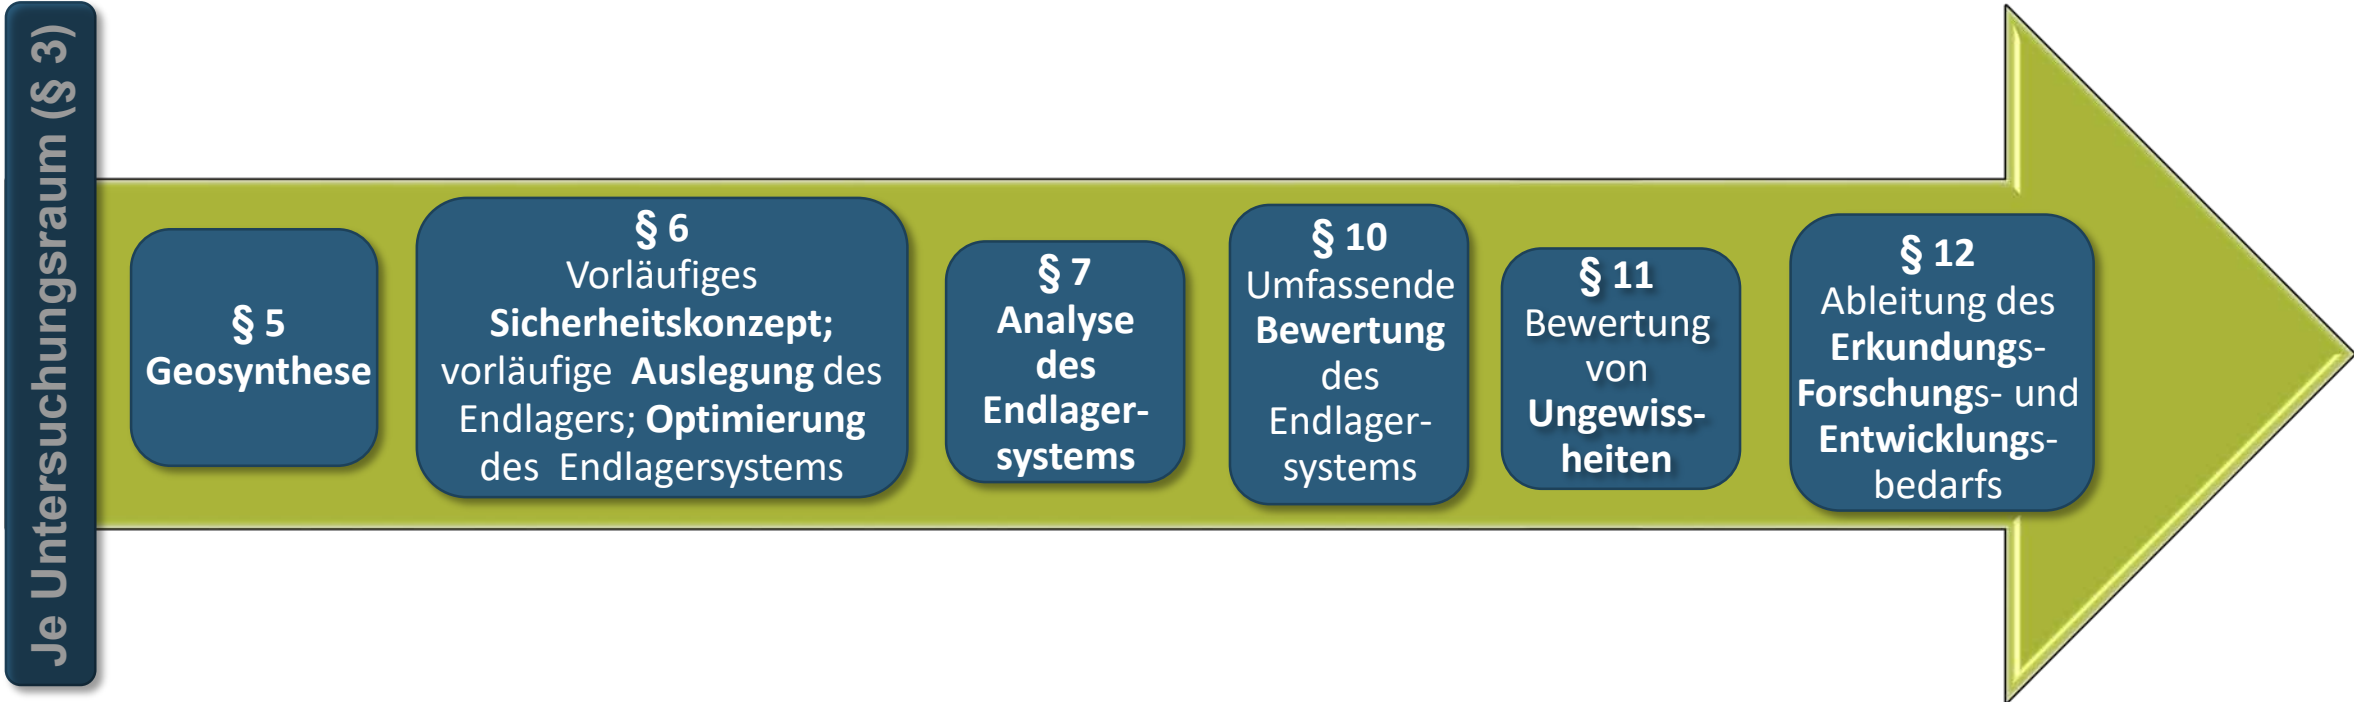 Je Untersuchungsraum (§ 3)
§ 5
Geosynthese
§ 6
Vorläufiges
Sicherheitskonzept;
vorläufige Auslegung des
Endlagers; Optimierung
des Endlagersystems
§ 7
Analyse
des
Endlager-
systems
§ 10
Umfassende
Bewertung
des
Endlager-
systems
§ 11
Bewertung
von
Ungewiss-
heiten
§ 12
Ableitung des
Erkundungs-
Forschungs- und
Entwicklungs-
bedarfs